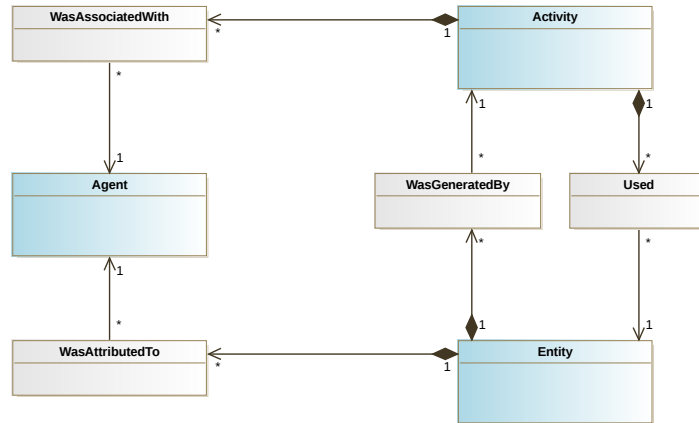 WasAssociatedWith
Activity
* 1
* 1
1 1
* *
Agent
WasGeneratedBy
Used
1 * *
* 1 1
WasAttributedTo
Entity
* 1